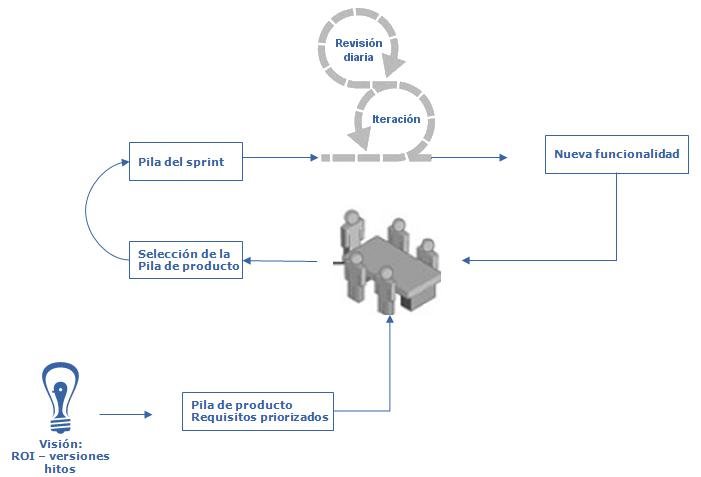 Revisión
diaria
Iteración
Pila del sprint
Nueva funcionalidad
Selección de la
Pila de producto
Pila de producto
Requisitos priorizados
Visión:
ROI – versiones
hitos